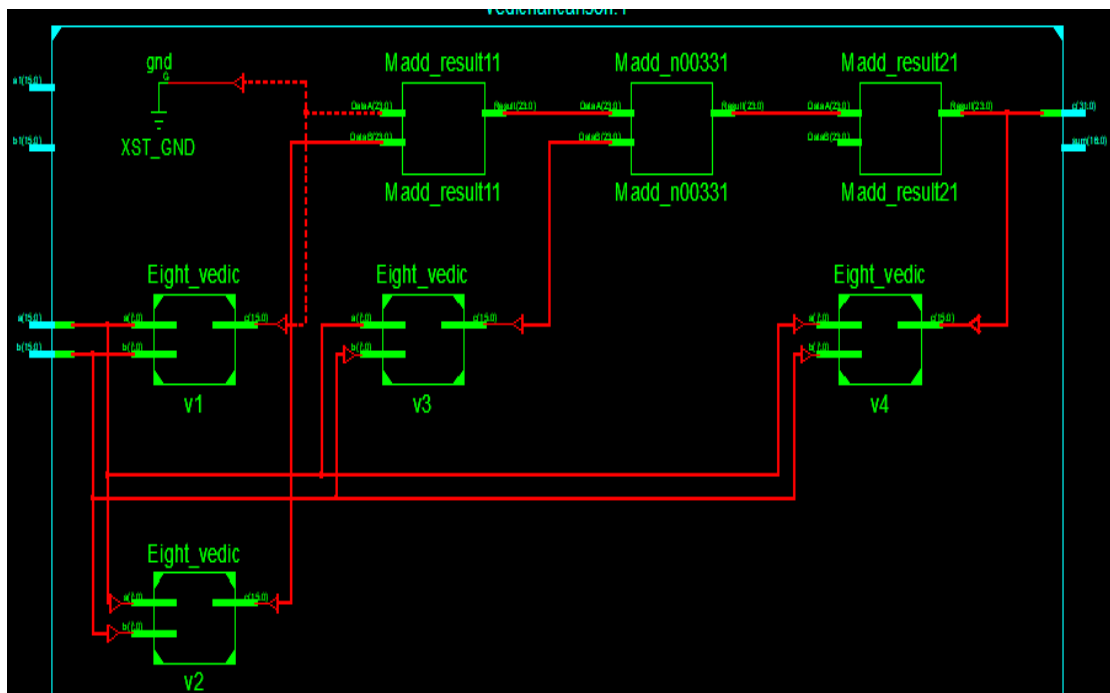 gnd
G
XST_GND
Madd_result11
DataA(23:0)
DataB(23:0)
Result(23:0)
Madd_result11
Madd_n00331
DataA(23:0)
DataB(23:0)
Result(23:0)
Madd_n00331
Madd_result21
DataA(23:0)
DataB(23:0)
Result(23:0)
Madd_result21
a1(15:0)
b1(15:0)
c(31:0)
sum(16:0)
a(15:0)
b(15:0)
Eight_vedic
a(7:0)
b(7:0)
c(15:0)
v1
Eight_vedic
a(7:0)
b(7:0)
c(15:0)
v3
Eight_vedic
a(7:0)
b(7:0)
c(15:0)
v4
Eight_vedic
a(7:0)
b(7:0)
c(15:0)
v2